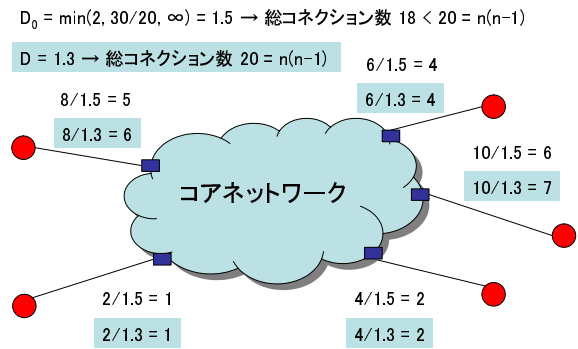 D₀ = min(2, 30/20, ∞) = 1.5 → 総コネクション数 18 < 20 = n(n-1)
D = 1.3 → 総コネクション数 20 = n(n-1)
6/1.5 = 4
6/1.3 = 4
8/1.5 = 5
8/1.3 = 6
10/1.5 = 6
10/1.3 = 7
コアネットワーク
2/1.5 = 1
2/1.3 = 1
4/1.5 = 2
4/1.3 = 2